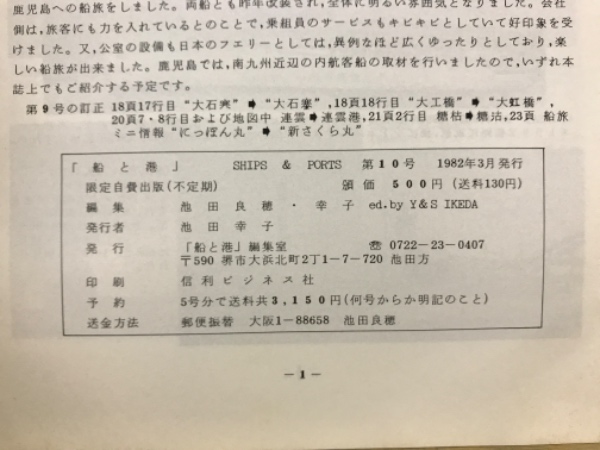 鹿児島への船旅をしました。両船とも昨年改装され,全体に明るい雰囲気となりました。会社
側は,旅客にも力を入れているとのことで,乗組員のサービスもキビキビとしていて好印象を受
けました。又,公室の設備も日本のフエリーとしては,異例なほど広くゆったりとしており,楽
しい船旅が出来ました。鹿児島では,南九州近辺の内航客船の取材を行いましたので,いずれ本
誌上でもご紹介する予定です。
第9号の訂正 18頁17行目 “大石爽” ➡ “大石寨”,18頁18行目 “大工橋” ➡ “大虹橋”,
20頁7・8行目および地図中 連雲➡連雲港,21頁2行目 糖枯➡糖沽,23頁 船旅
ミニ情報 “にっぽん丸” ➡ “新さくら丸”
「船と港」 SHIPS & PORTS 第10号 1982年3月発行
限定自費出版(不定期) 頒価 500円(送料130円)
編集 池田良穂・幸子 ed.by Y&S IKEDA
発行者 池田幸子
発行 「船と港」編集室 ☎0722-23-0407
〒590 堺市大浜北町2丁1-7-720 池田方
印刷 信利ビジネス社
予約 5号分で送料共3,150円(何号からか明記のこと)
送金方法 郵便振替 大阪1-88658 池田良穂
-1-